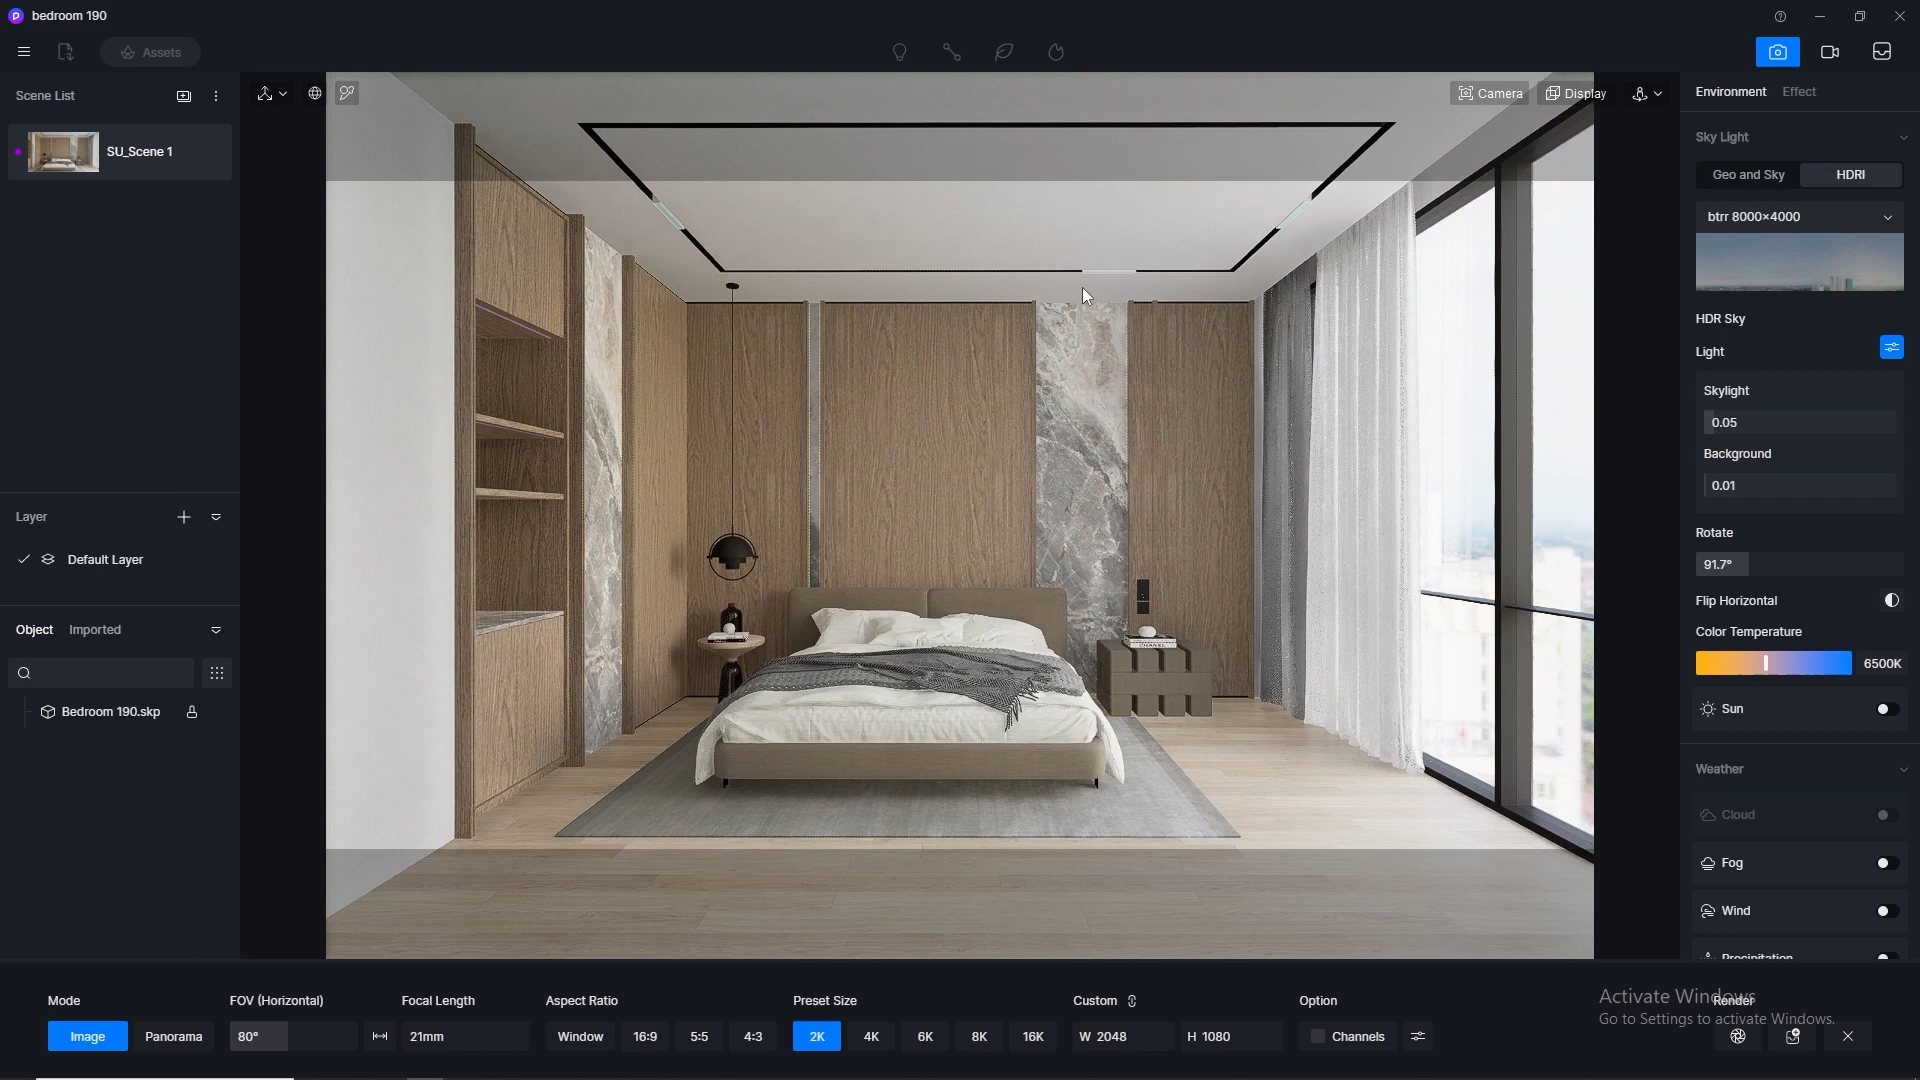 bedroom 190
Assets
Scene List
SU_Scene 1
Layer
Default Layer
Object Imported
Bedroom 190.skp
Camera Display
CHANEL
Environment Effect
Sky Light
Geo and Sky HDRI
btrr 8000×4000
HDR Sky
Light
Skylight
0.05
Background
0.01
Rotate
91.7°
Flip Horizontal
Color Temperature
6500K
Sun
Weather
Cloud
Fog
Wind
Precipitation
Mode
Image Panorama
FOV (Horizontal)
80°
Focal Length
21mm
Aspect Ratio
Window 16:9 5:5 4:3
Preset Size
2K 4K 6K 8K 16K
Custom
W 2048 H 1080
Option
Channels
Render
Activate Windows
Go to Settings to activate Windows.